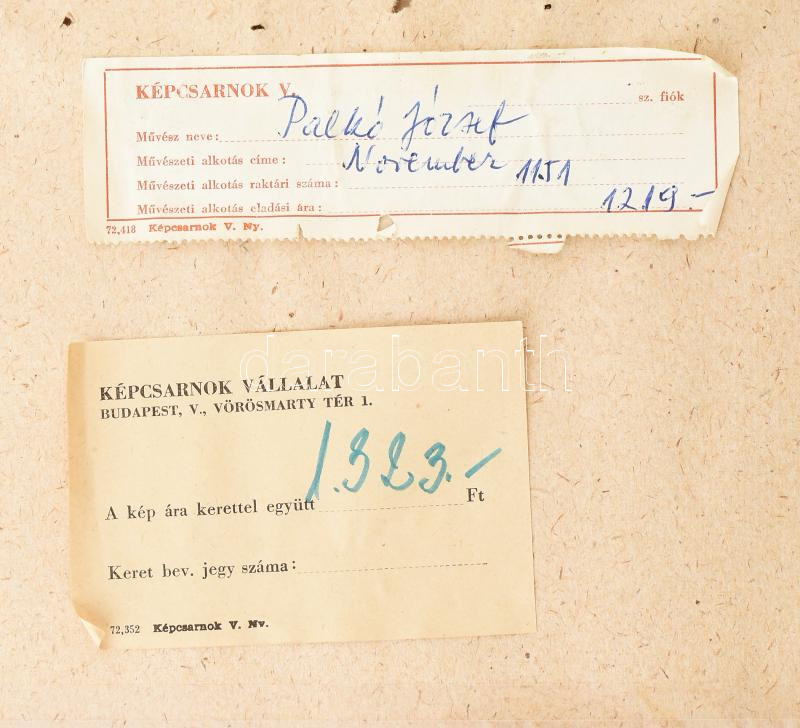 KÉPCSARNOK V.
sz. fiók
Művész neve: Palkó József
Művészeti alkotás címe: November
Művészeti alkotás raktári száma: 1151
Művészeti alkotás eladási ára: 1219.-
72,418 Képcsarnok V. Ny.
darabanth
KÉPCSARNOK VÁLLALAT
BUDAPEST, V., VÖRÖSMARTY TÉR 1.
A kép ára kerettel együtt 1.323.- Ft
Keret bev. jegy száma:
72,352 Képcsarnok V. Nv.